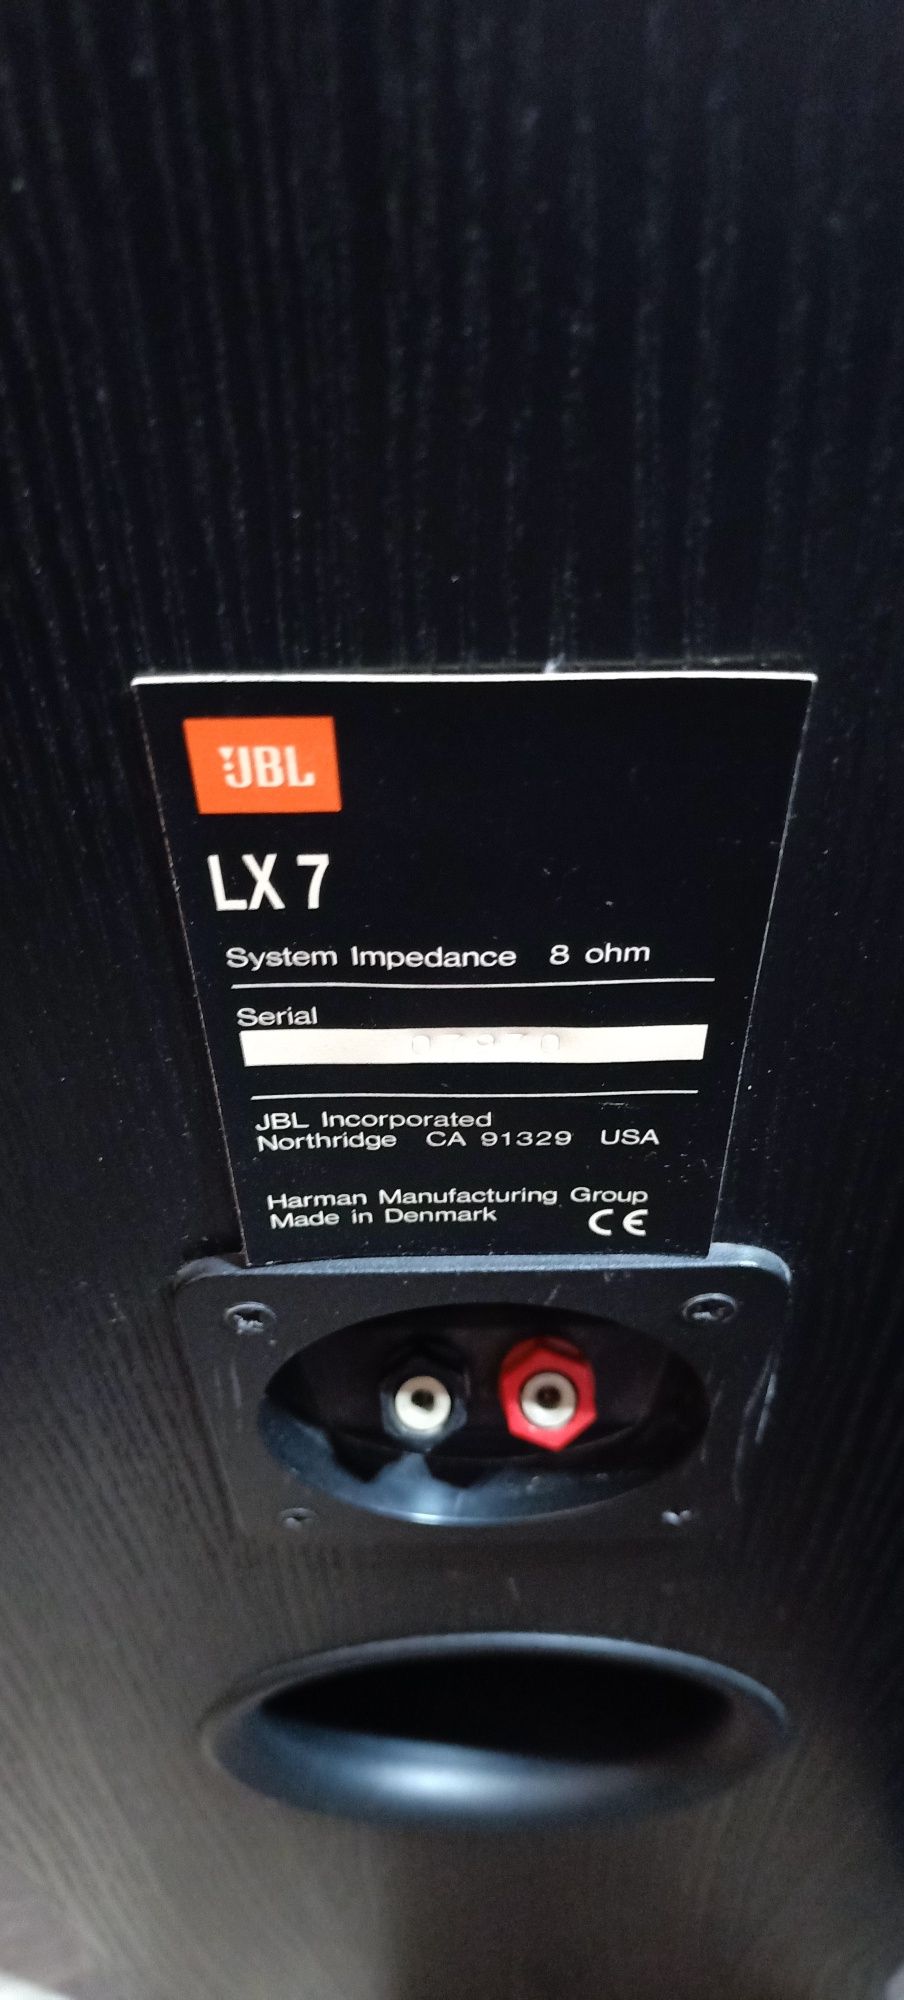 JBL
LX 7
System Impedance 8 ohm
Serial
JBL Incorporated
Northridge CA 91329 USA
Harman Manufacturing Group
Made in Denmark CE